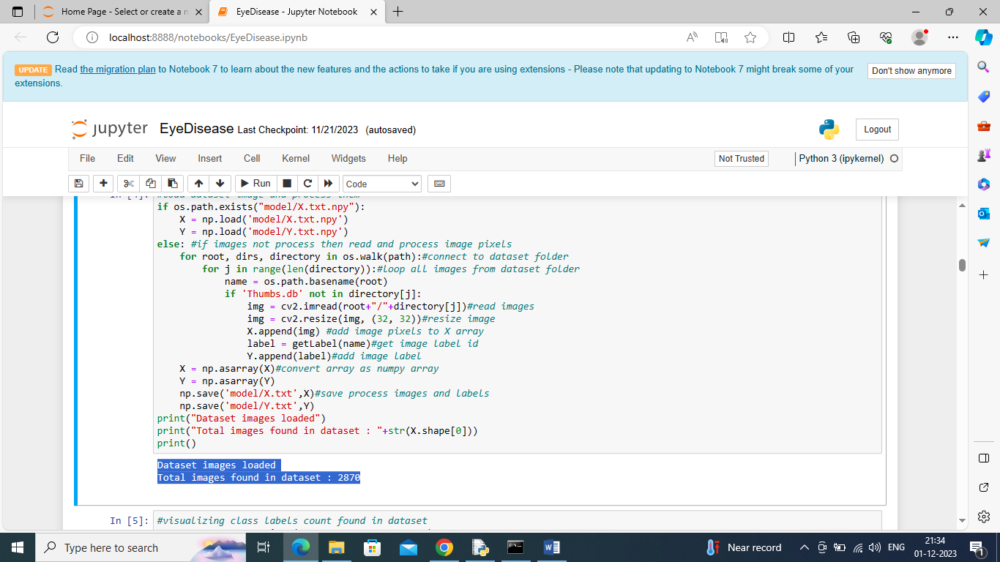 Home Page - Select or create a n
EyeDisease - Jupyter Notebook
localhost:8888/notebooks/EyeDisease.ipynb
UPDATE Read the migration plan to Notebook 7 to learn about the new features and the actions to take if you are using extensions - Please note that updating to Notebook 7 might break some of your
extensions.
Don't show anymore
jupyter EyeDisease Last Checkpoint: 11/21/2023 (autosaved)
Logout
File Edit View Insert Cell Kernel Widgets Help
Not Trusted
Python 3 (ipykernel)
Run
Code
In [4]: #load dataset image and process them
if os.path.exists("model/X.txt.npy"):
    X = np.load('model/X.txt.npy')
    Y = np.load('model/Y.txt.npy')
else: #if images not process then read and process image pixels
    for root, dirs, directory in os.walk(path):#connect to dataset folder
        for j in range(len(directory)):#loop all images from dataset folder
            name = os.path.basename(root)
            if 'Thumbs.db' not in directory[j]:
                img = cv2.imread(root+"/"+directory[j])#read images
                img = cv2.resize(img, (32, 32))#resize image
                X.append(img) #add image pixels to X array
                label = getLabel(name)#get image label id
                Y.append(label)#add image label
    X = np.asarray(X)#convert array as numpy array
    Y = np.asarray(Y)
    np.save('model/X.txt',X)#save process images and labels
    np.save('model/Y.txt',Y)
print("Dataset images loaded")
print("Total images found in dataset : "+str(X.shape[0]))
print()
Dataset images loaded
Total images found in dataset : 2870
In [5]: #visualizing class labels count found in dataset
Type here to search
Near record
ENG
21:34
01-12-2023
1